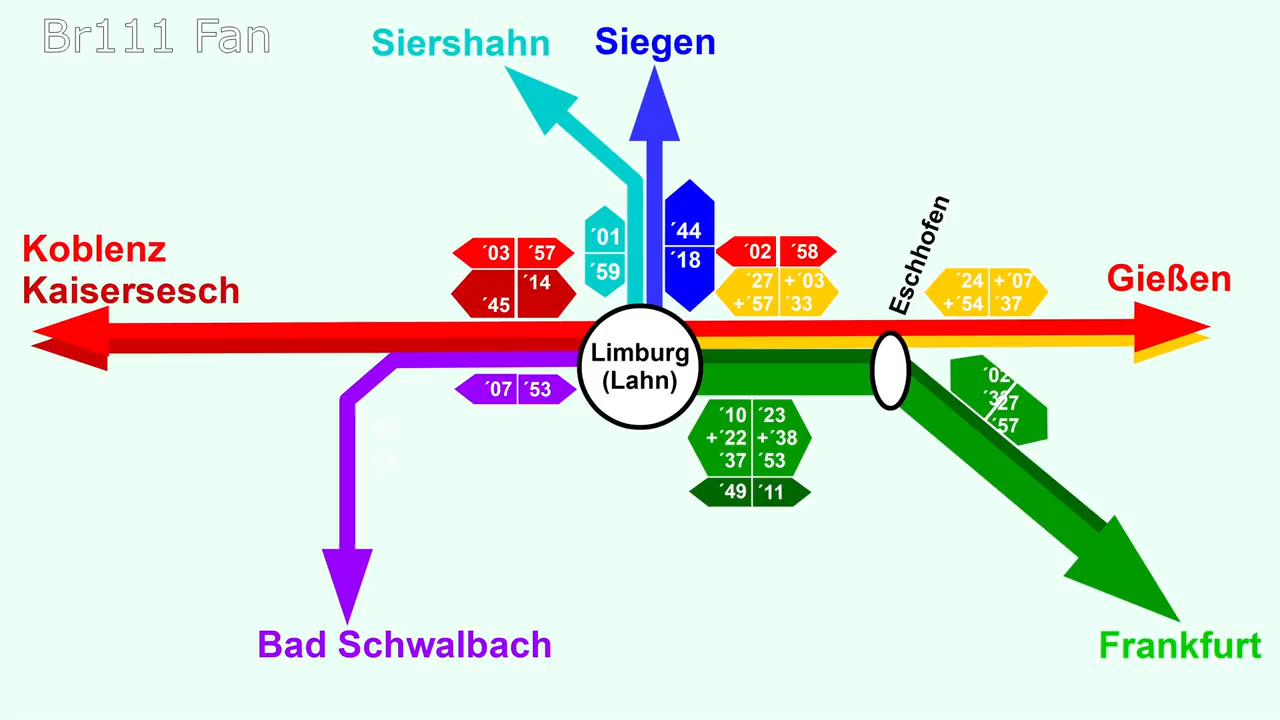 Br111 Fan
Siershahn
Siegen
Koblenz
Kaisersesch
Gießen
Eschhofen
´03 ´57
´14
´45
´01
´59
´44
´18
´02 ´58
´27 +´03
+´57 ´33
´24 +´07
+´54 ´37
Limburg
(Lahn)
´07 ´53
´10 ´23
+´22 +´38
´37 ´53
´49 ´11
´02
´27
´57
Bad Schwalbach
Frankfurt